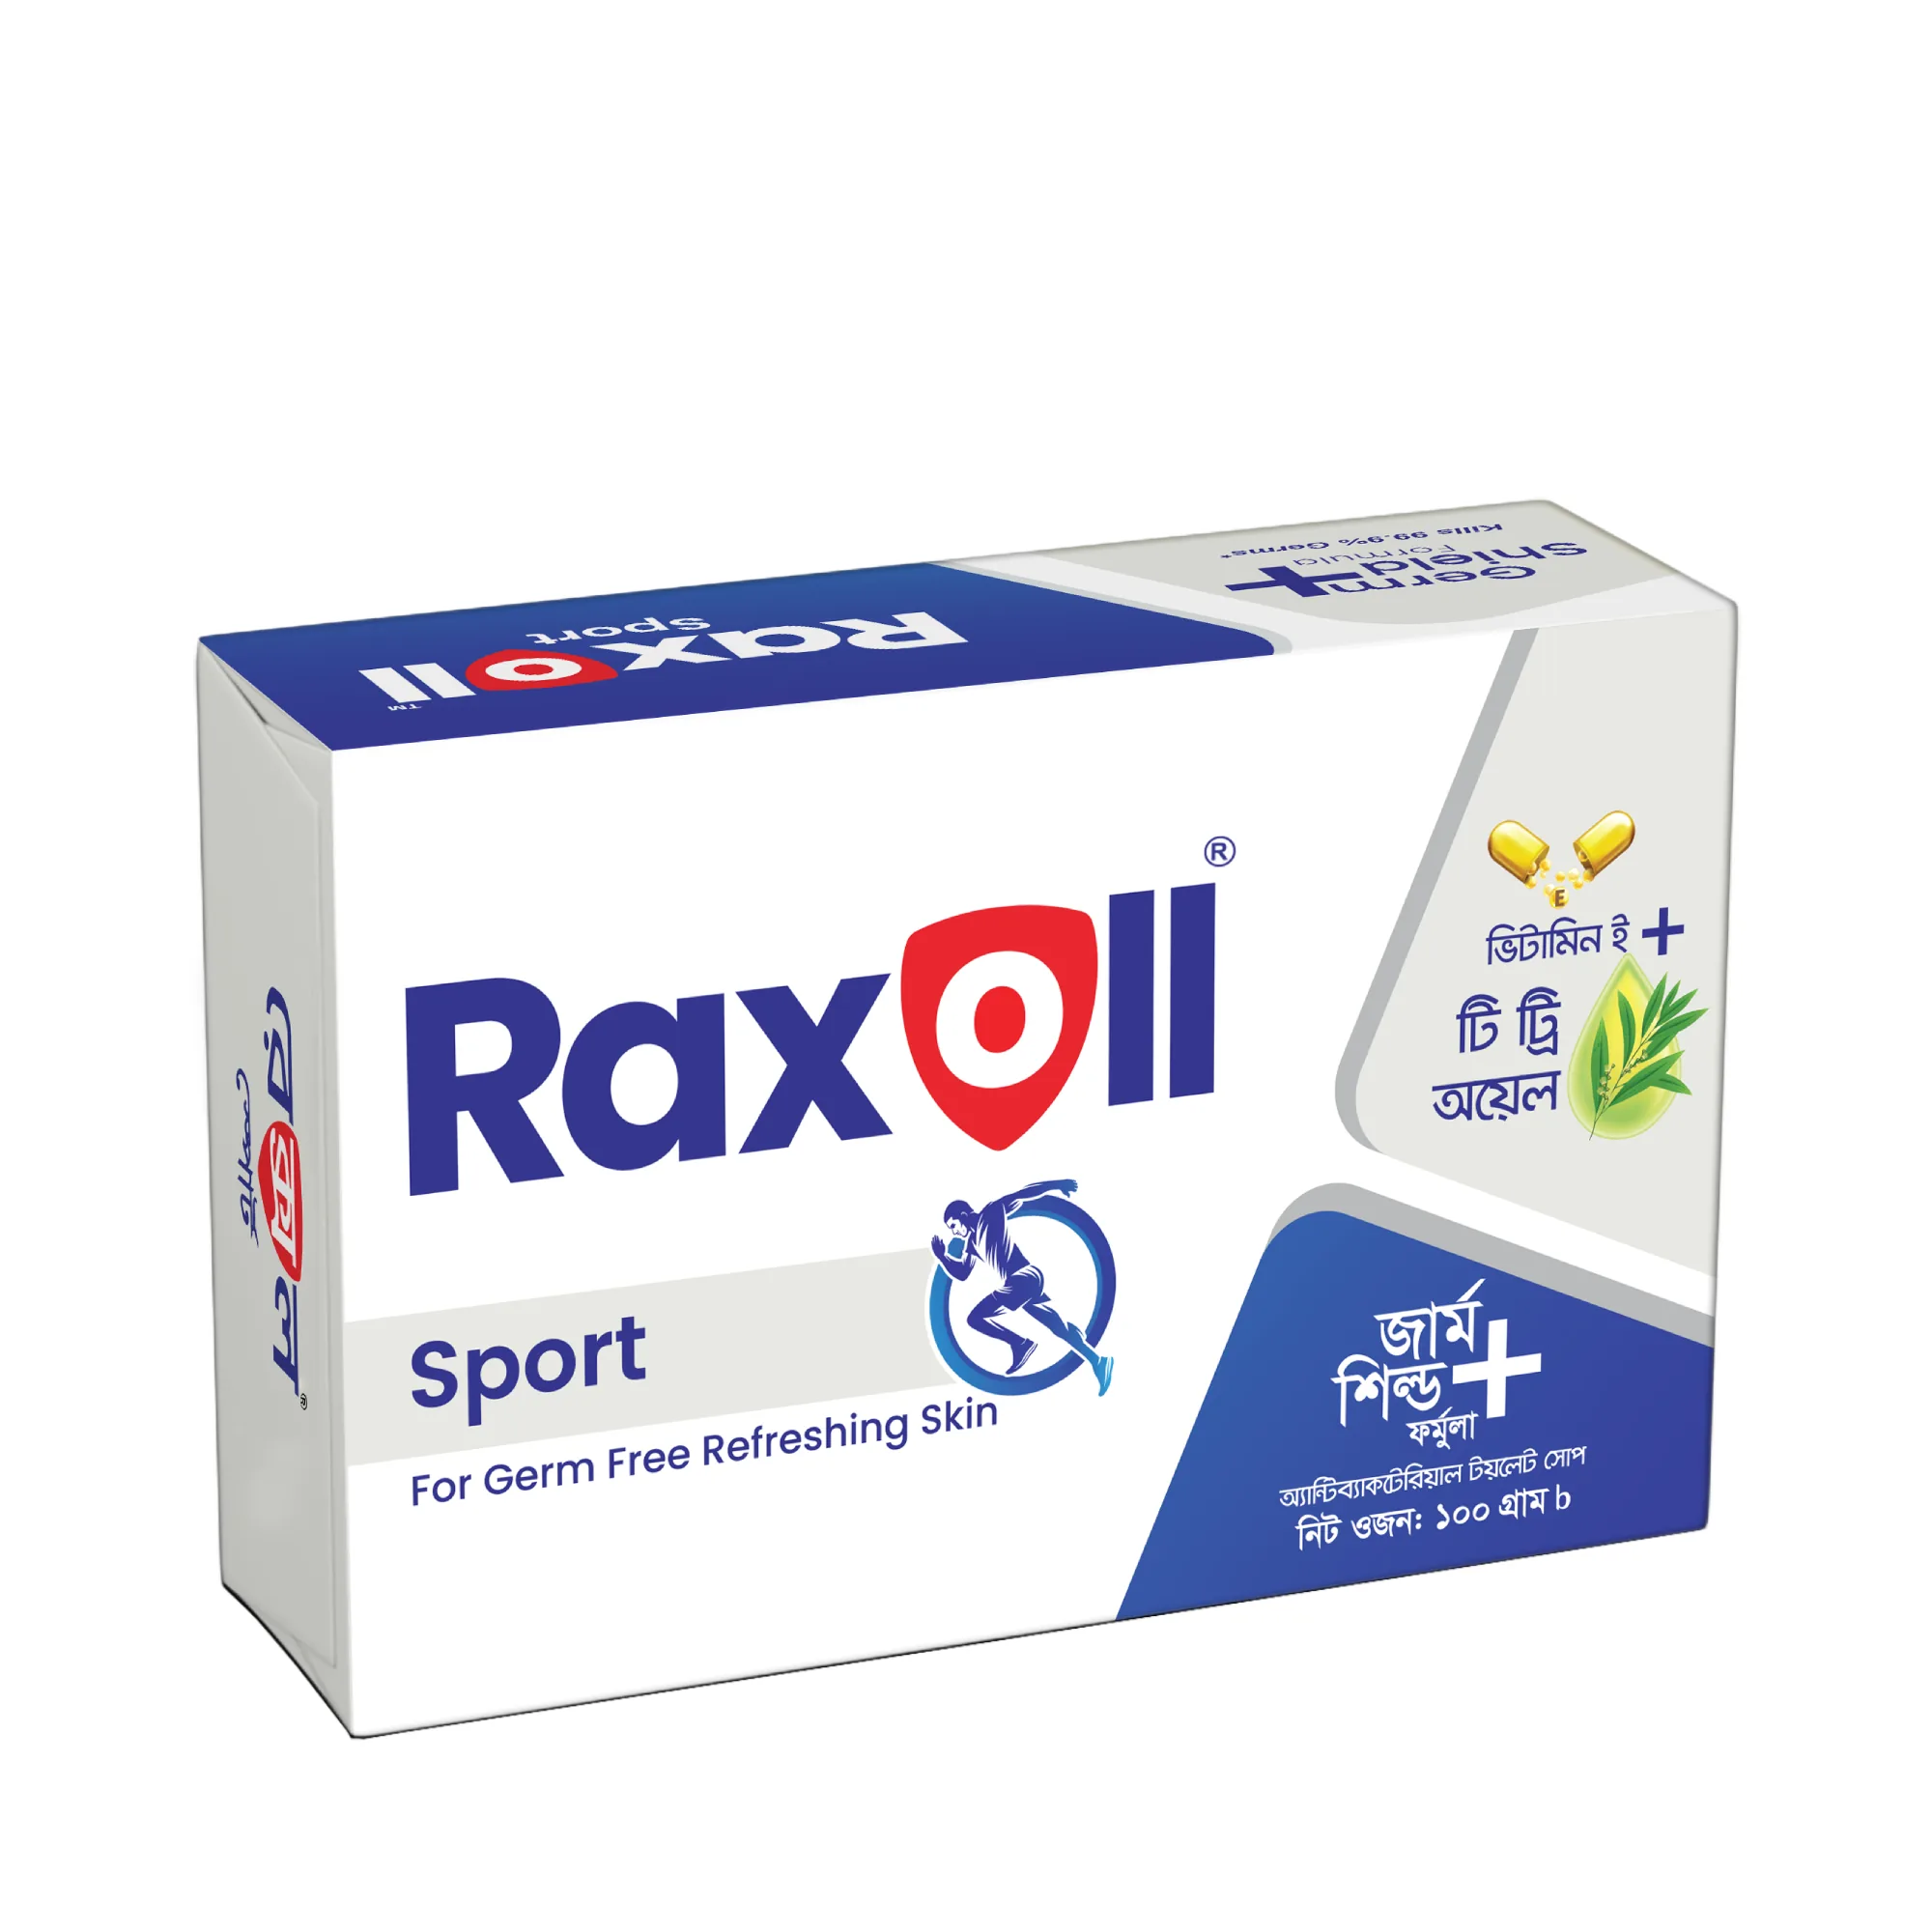 Raxoll
Sport
TM
Germ
shield+
Formula
Kills 99.9% Germs*
Raxoll®
Sport
For Germ Free Refreshing Skin
E
ভিটামিন ই +
টি ট্রি
অয়েল
জার্ম
শিল্ড+
ফর্মুলা
অ্যান্টিব্যাকটেরিয়াল টয়লেট সোপ
নিট ওজন: ১০০ গ্রাম b